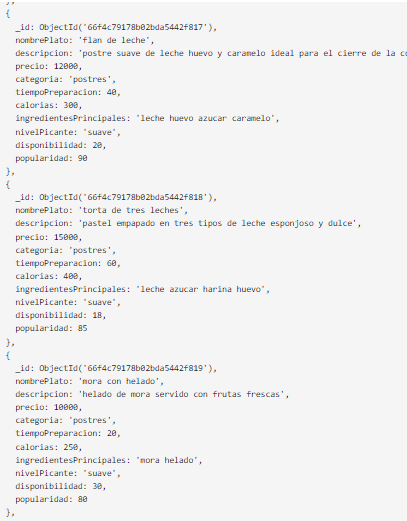 },
{
_id: ObjectId('66f4c79178b02bda5442f817'),
nombrePlato: 'flan de leche',
descripcion: 'postre suave de leche huevo y caramelo ideal para el cierre de la
precio: 12000,
categoria: 'postres',
tiempoPreparacion: 40,
calorias: 300,
ingredientesPrincipales: 'leche huevo azucar caramelo',
nivelPicante: 'suave',
disponibilidad: 20,
popularidad: 90
},
{
_id: ObjectId('66f4c79178b02bda5442f818'),
nombrePlato: 'torta de tres leches',
descripcion: 'pastel empapado en tres tipos de leche esponjoso y dulce',
precio: 15000,
categoria: 'postres',
tiempoPreparacion: 60,
calorias: 400,
ingredientesPrincipales: 'leche azucar harina huevo',
nivelPicante: 'suave',
disponibilidad: 18,
popularidad: 85
},
{
_id: ObjectId('66f4c79178b02bda5442f819'),
nombrePlato: 'mora con helado',
descripcion: 'helado de mora servido con frutas frescas',
precio: 10000,
categoria: 'postres',
tiempoPreparacion: 20,
calorias: 250,
ingredientesPrincipales: 'mora helado',
nivelPicante: 'suave',
disponibilidad: 30,
popularidad: 80
},